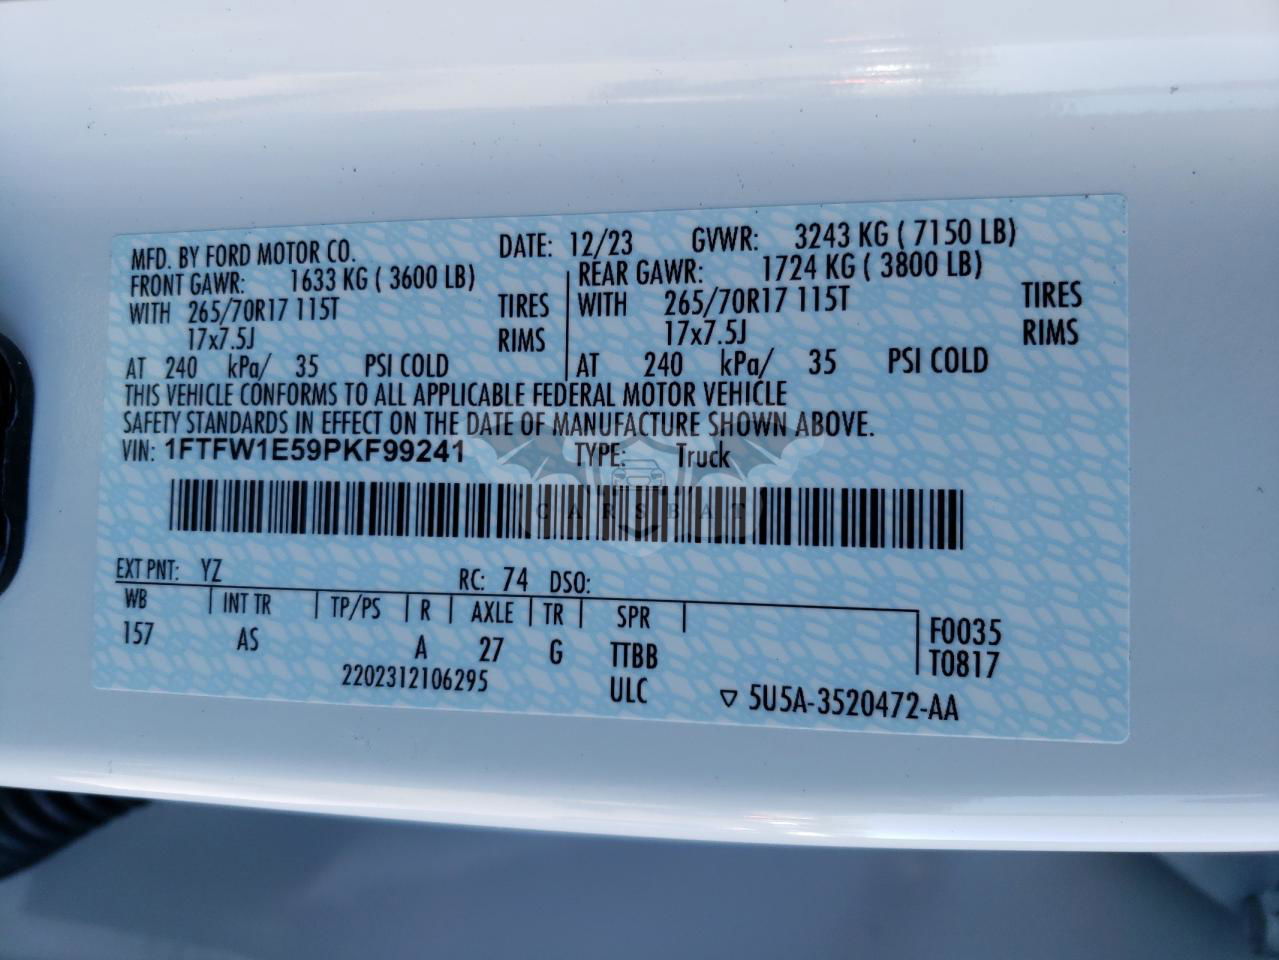 MFD. BY FORD MOTOR CO. DATE: 12/23 GVWR: 3243 KG ( 7150 LB)
FRONT GAWR: 1633 KG ( 3600 LB) REAR GAWR: 1724 KG ( 3800 LB)
WITH 265/70R17 115T TIRES WITH 265/70R17 115T TIRES
17x7.5J RIMS 17x7.5J RIMS
AT 240 kPa/ 35 PSI COLD AT 240 kPa/ 35 PSI COLD
THIS VEHICLE CONFORMS TO ALL APPLICABLE FEDERAL MOTOR VEHICLE
SAFETY STANDARDS IN EFFECT ON THE DATE OF MANUFACTURE SHOWN ABOVE.
VIN: 1FTFW1E59PKF99241 TYPE: Truck
CARSBAT
EXT PNT: YZ RC: 74 DSO:
WB INT TR TP/PS R AXLE TR SPR F0035
157 AS A 27 G TTBB T0817
2202312106295 ULC 5U5A-3520472-AA